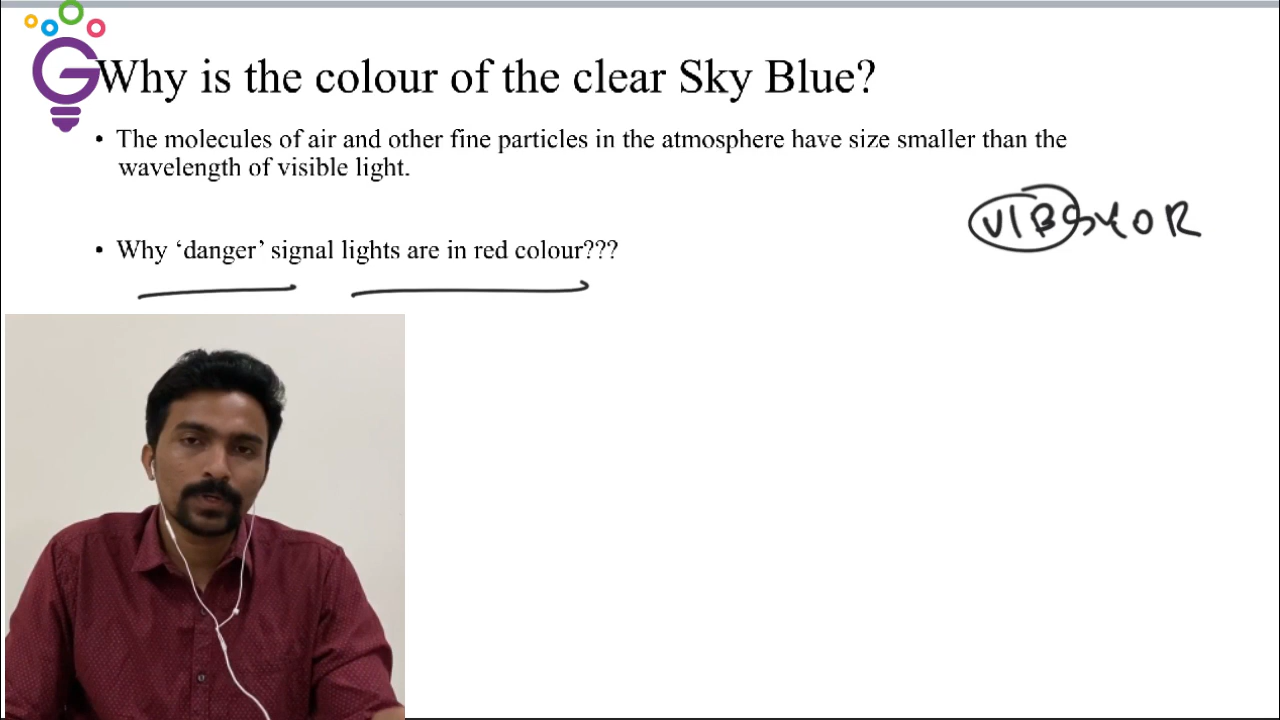 Why is the colour of the clear Sky Blue?
• The molecules of air and other fine particles in the atmosphere have size smaller than the
wavelength of visible light.
VIBGYOR
• Why ‘danger’ signal lights are in red colour???